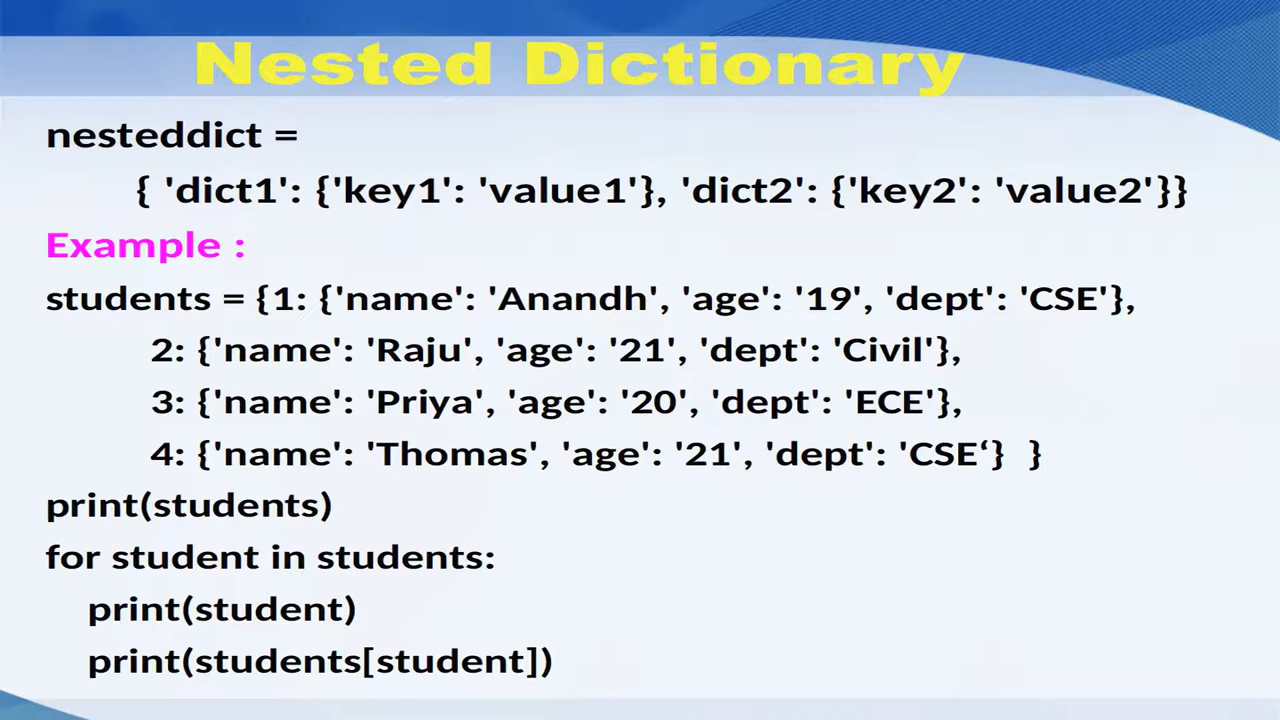 Nested Dictionary
nesteddict =
{ 'dict1': {'key1': 'value1'}, 'dict2': {'key2': 'value2'}}
Example :
students = {1: {'name': 'Anandh', 'age': '19', 'dept': 'CSE'},
2: {'name': 'Raju', 'age': '21', 'dept': 'Civil'},
3: {'name': 'Priya', 'age': '20', 'dept': 'ECE'},
4: {'name': 'Thomas', 'age': '21', 'dept': 'CSE‘}  }
print(students)
for student in students:
print(student)
print(students[student])